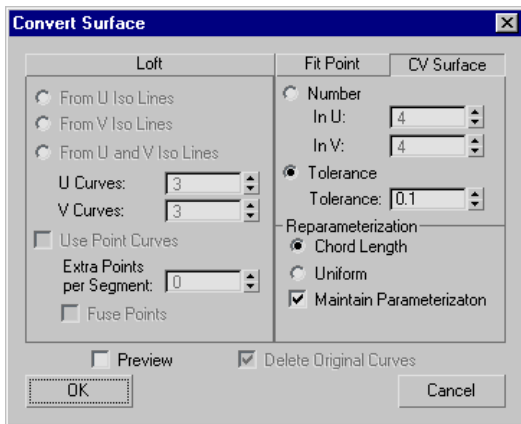 Convert Surface
Loft
Fit Point
CV Surface
From U Iso Lines
From V Iso Lines
From U and V Iso Lines
U Curves: 3
V Curves: 3
Use Point Curves
Extra Points
per Segment: 0
Fuse Points
Number
In U: 4
In V: 4
Tolerance
Tolerance: 0.1
Reparameterization
Chord Length
Uniform
Maintain Parameterizaton
Preview
Delete Original Curves
OK
Cancel